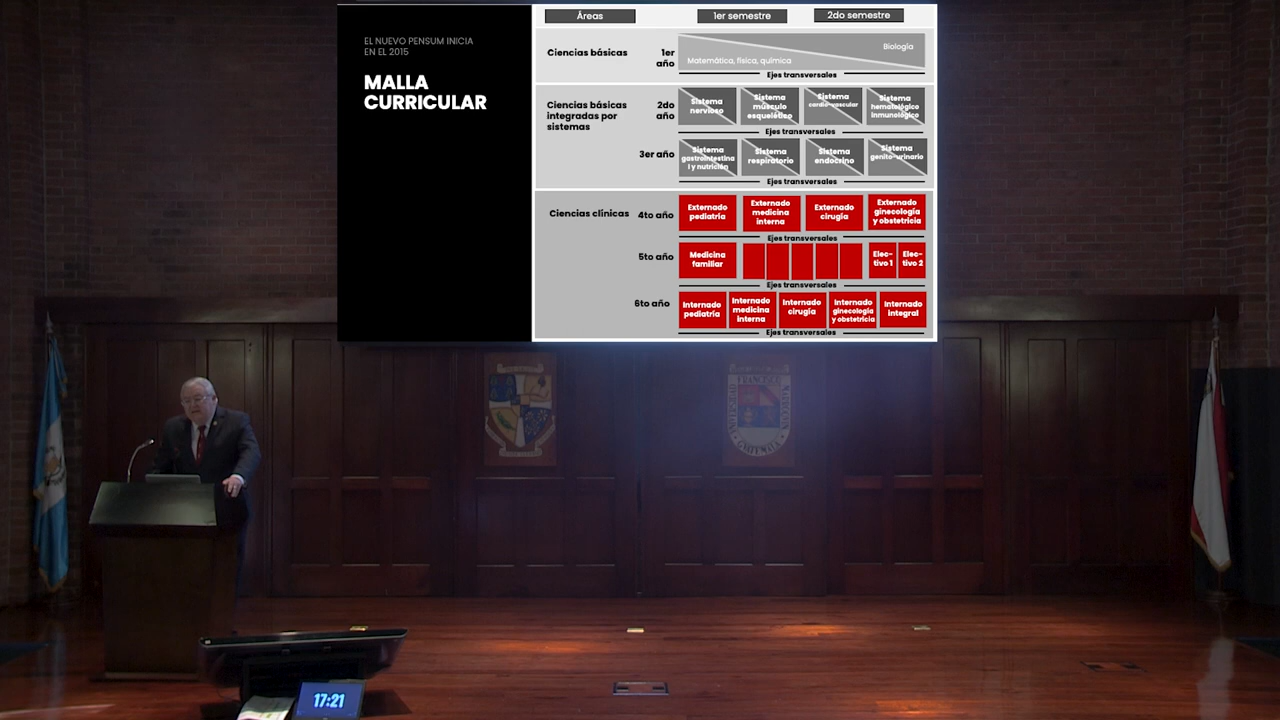 EL NUEVO PENSUM INICIA
EN EL 2015
MALLA
CURRICULAR
Áreas
1er semestre
2do semestre
Ciencias básicas
1er
año
Matemática, física, química
Biología
Ejes transversales
Ciencias básicas
integradas por
sistemas
2do
año
Sistema
nervioso
Sistema
músculo
esquelético
Sistema
cardio-vascular
Sistema
hematológico
inmunológico
Ejes transversales
3er año
Sistema
gastrointestina
l y nutrición
Sistema
respiratorio
Sistema
endocrino
Sistema
genito-urinario
Ejes transversales
Ciencias clínicas
4to año
Externado
pediatría
Externado
medicina
interna
Externado
cirugía
Externado
ginecología
y obstetricia
Ejes transversales
5to año
Medicina
familiar
Elec-
tivo 1
Elec-
tivo 2
Ejes transversales
6to año
Internado
pediatría
Internado
medicina
interna
Internado
cirugía
Internado
ginecología
y obstetricia
Internado
integral
Ejes transversales
UNIVERSIDAD FRANCISCO MARROQUIN
GUATEMALA
17:21